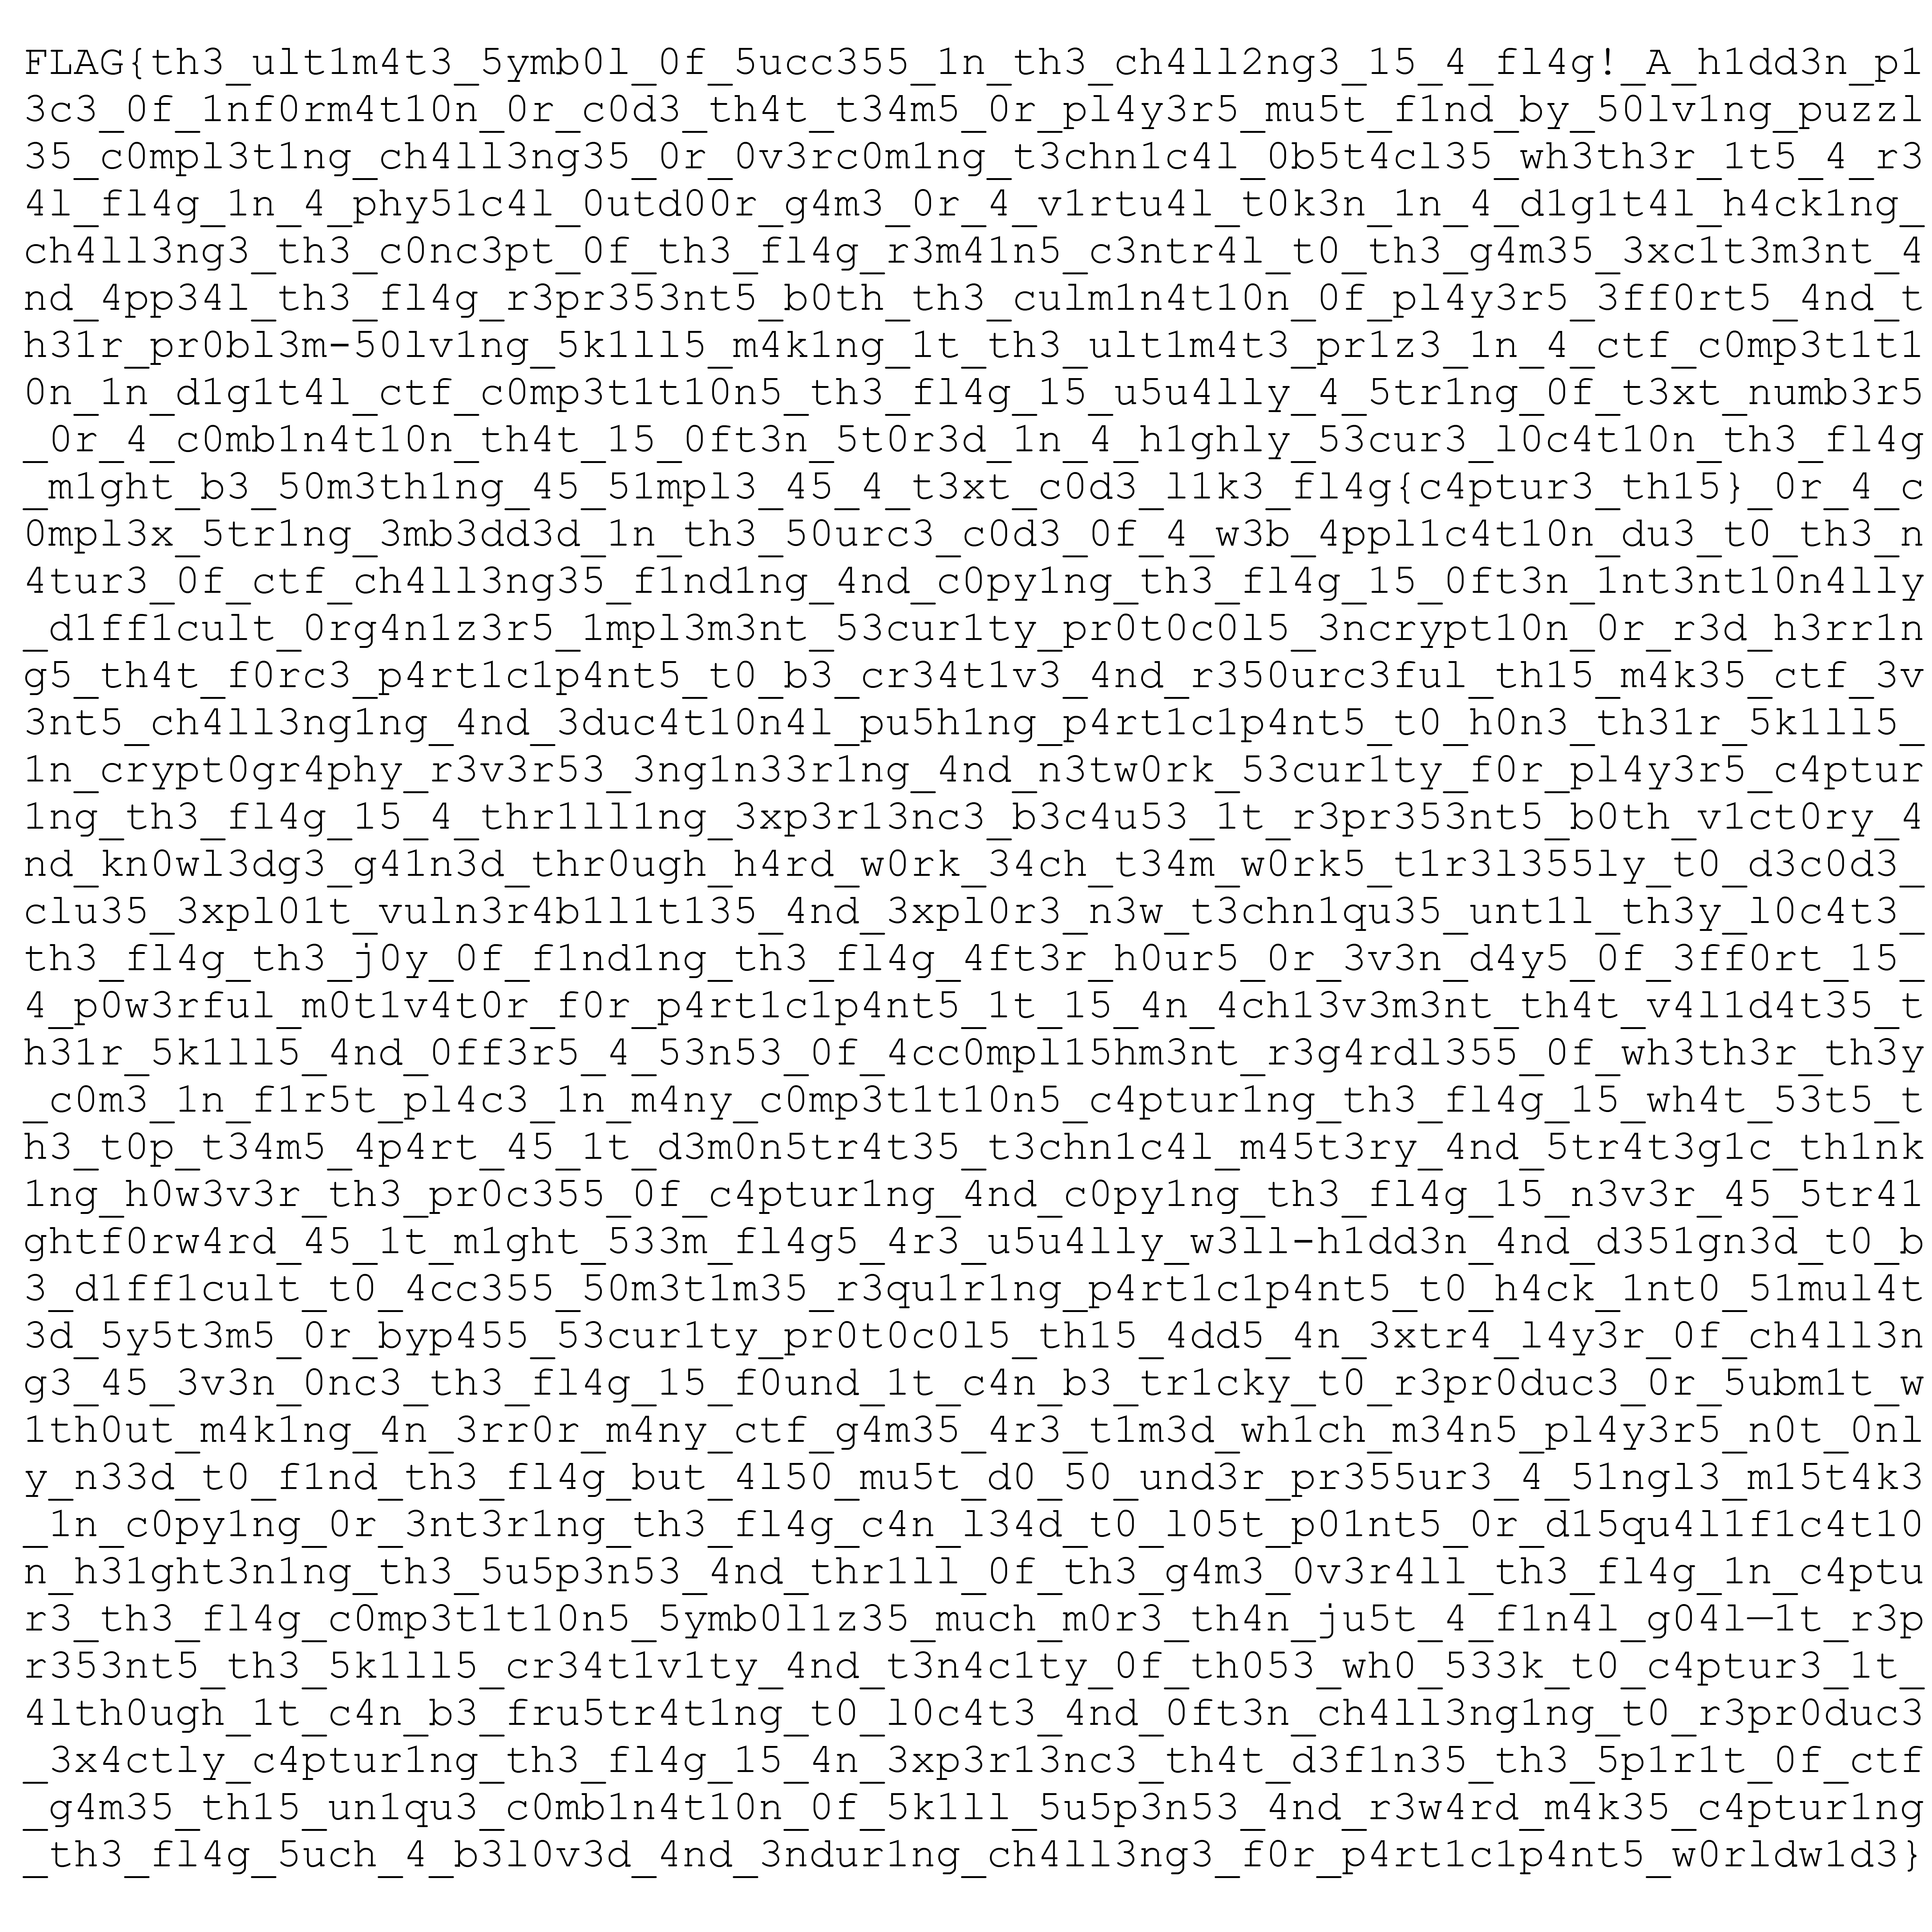 FLAG{th3_ult1m4t3_5ymb0l_0f_5ucc355_1n_th3_ch4ll2ng3_15_4_fl4g!_A_h1dd3n_p1
3c3_0f_1nf0rm4t10n_0r_c0d3_th4t_t34m5_0r_pl4y3r5_mu5t_f1nd_by_50lv1ng_puzzl
35_c0mpl3t1ng_ch4ll3ng35_0r_0v3rc0m1ng_t3chn1c4l_0b5t4cl35_wh3th3r_1t5_4_r3
4l_fl4g_1n_4_phy51c4l_0utd00r_g4m3_0r_4_v1rtu4l_t0k3n_1n_4_d1g1t4l_h4ck1ng_
ch4ll3ng3_th3_c0nc3pt_0f_th3_fl4g_r3m41n5_c3ntr4l_t0_th3_g4m35_3xc1t3m3nt_4
nd_4pp34l_th3_fl4g_r3pr353nt5_b0th_th3_culm1n4t10n_0f_pl4y3r5_3ff0rt5_4nd_t
h31r_pr0bl3m-50lv1ng_5k1ll5_m4k1ng_1t_th3_ult1m4t3_pr1z3_1n_4_ctf_c0mp3t1t1
0n_1n_d1g1t4l_ctf_c0mp3t1t10n5_th3_fl4g_15_u5u4lly_4_5tr1ng_0f_t3xt_numb3r5
_0r_4_c0mb1n4t10n_th4t_15_0ft3n_5t0r3d_1n_4_h1ghly_53cur3_l0c4t10n_th3_fl4g
_m1ght_b3_50m3th1ng_45_51mpl3_45_4_t3xt_c0d3_l1k3_fl4g{c4ptur3_th15}_0r_4_c
0mpl3x_5tr1ng_3mb3dd3d_1n_th3_50urc3_c0d3_0f_4_w3b_4ppl1c4t10n_du3_t0_th3_n
4tur3_0f_ctf_ch4ll3ng35_f1nd1ng_4nd_c0py1ng_th3_fl4g_15_0ft3n_1nt3nt10n4lly
_d1ff1cult_0rg4n1z3r5_1mpl3m3nt_53cur1ty_pr0t0c0l5_3ncrypt10n_0r_r3d_h3rr1n
g5_th4t_f0rc3_p4rt1c1p4nt5_t0_b3_cr34t1v3_4nd_r350urc3ful_th15_m4k35_ctf_3v
3nt5_ch4ll3ng1ng_4nd_3duc4t10n4l_pu5h1ng_p4rt1c1p4nt5_t0_h0n3_th31r_5k1ll5_
1n_crypt0gr4phy_r3v3r53_3ng1n33r1ng_4nd_n3tw0rk_53cur1ty_f0r_pl4y3r5_c4ptur
1ng_th3_fl4g_15_4_thr1ll1ng_3xp3r13nc3_b3c4u53_1t_r3pr353nt5_b0th_v1ct0ry_4
nd_kn0wl3dg3_g41n3d_thr0ugh_h4rd_w0rk_34ch_t34m_w0rk5_t1r3l355ly_t0_d3c0d3_
clu35_3xpl01t_vuln3r4b1l1t135_4nd_3xpl0r3_n3w_t3chn1qu35_unt1l_th3y_l0c4t3_
th3_fl4g_th3_j0y_0f_f1nd1ng_th3_fl4g_4ft3r_h0ur5_0r_3v3n_d4y5_0f_3ff0rt_15_
4_p0w3rful_m0t1v4t0r_f0r_p4rt1c1p4nt5_1t_15_4n_4ch13v3m3nt_th4t_v4l1d4t35_t
h31r_5k1ll5_4nd_0ff3r5_4_53n53_0f_4cc0mpl15hm3nt_r3g4rdl355_0f_wh3th3r_th3y
_c0m3_1n_f1r5t_pl4c3_1n_m4ny_c0mp3t1t10n5_c4ptur1ng_th3_fl4g_15_wh4t_53t5_t
h3_t0p_t34m5_4p4rt_45_1t_d3m0n5tr4t35_t3chn1c4l_m45t3ry_4nd_5tr4t3g1c_th1nk
1ng_h0w3v3r_th3_pr0c355_0f_c4ptur1ng_4nd_c0py1ng_th3_fl4g_15_n3v3r_45_5tr41
ghtf0rw4rd_45_1t_m1ght_533m_fl4g5_4r3_u5u4lly_w3ll-h1dd3n_4nd_d351gn3d_t0_b
3_d1ff1cult_t0_4cc355_50m3t1m35_r3qu1r1ng_p4rt1c1p4nt5_t0_h4ck_1nt0_51mul4t
3d_5y5t3m5_0r_byp455_53cur1ty_pr0t0c0l5_th15_4dd5_4n_3xtr4_l4y3r_0f_ch4ll3n
g3_45_3v3n_0nc3_th3_fl4g_15_f0und_1t_c4n_b3_tr1cky_t0_r3pr0duc3_0r_5ubm1t_w
1th0ut_m4k1ng_4n_3rr0r_m4ny_ctf_g4m35_4r3_t1m3d_wh1ch_m34n5_pl4y3r5_n0t_0nl
y_n33d_t0_f1nd_th3_fl4g_but_4l50_mu5t_d0_50_und3r_pr355ur3_4_51ngl3_m15t4k3
_1n_c0py1ng_0r_3nt3r1ng_th3_fl4g_c4n_l34d_t0_l05t_p01nt5_0r_d15qu4l1f1c4t10
n_h31ght3n1ng_th3_5u5p3n53_4nd_thr1ll_0f_th3_g4m3_0v3r4ll_th3_fl4g_1n_c4ptu
r3_th3_fl4g_c0mp3t1t10n5_5ymb0l1z35_much_m0r3_th4n_ju5t_4_f1n4l_g04l—1t_r3p
r353nt5_th3_5k1ll5_cr34t1v1ty_4nd_t3n4c1ty_0f_th053_wh0_533k_t0_c4ptur3_1t_
4lth0ugh_1t_c4n_b3_fru5tr4t1ng_t0_l0c4t3_4nd_0ft3n_ch4ll3ng1ng_t0_r3pr0duc3
_3x4ctly_c4ptur1ng_th3_fl4g_15_4n_3xp3r13nc3_th4t_d3f1n35_th3_5p1r1t_0f_ctf
_g4m35_th15_un1qu3_c0mb1n4t10n_0f_5k1ll_5u5p3n53_4nd_r3w4rd_m4k35_c4ptur1ng
_th3_fl4g_5uch_4_b3l0v3d_4nd_3ndur1ng_ch4ll3ng3_f0r_p4rt1c1p4nt5_w0rldw1d3}